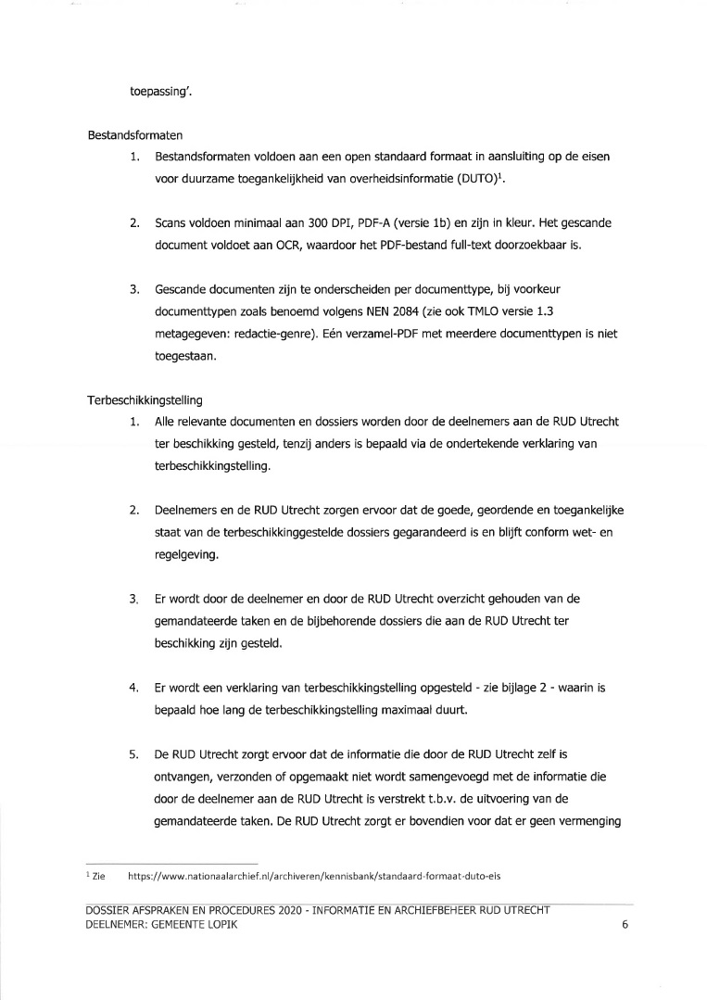 toepassing’.
Bestandsformaten
1. Bestandsformaten voldoen aan een open standaard formaat in aansluiting op de eisen
voor duurzame toegankelijkheid van overheidsinformatie (DUTO)¹.
2. Scans voldoen minimaal aan 300 DPI, PDF-A (versie 1b) en zijn in kleur. Het gescande
document voldoet aan OCR, waardoor het PDF-bestand full-text doorzoekbaar is.
3. Gescande documenten zijn te onderscheiden per documenttype, bij voorkeur
documenttypen zoals benoemd volgens NEN 2084 (zie ook TMLO versie 1.3
metagegeven: redactie-genre). Eén verzamel-PDF met meerdere documenttypen is niet
toegestaan.
Terbeschikkingstelling
1. Alle relevante documenten en dossiers worden door de deelnemers aan de RUD Utrecht
ter beschikking gesteld, tenzij anders is bepaald via de ondertekende verklaring van
terbeschikkingstelling.
2. Deelnemers en de RUD Utrecht zorgen ervoor dat de goede, geordende en toegankelijke
staat van de terbeschikkinggestelde dossiers gegarandeerd is en blijft conform wet- en
regelgeving.
3. Er wordt door de deelnemer en door de RUD Utrecht overzicht gehouden van de
gemandateerde taken en de bijbehorende dossiers die aan de RUD Utrecht ter
beschikking zijn gesteld.
4. Er wordt een verklaring van terbeschikkingstelling opgesteld - zie bijlage 2 - waarin is
bepaald hoe lang de terbeschikkingstelling maximaal duurt.
5. De RUD Utrecht zorgt ervoor dat de informatie die door de RUD Utrecht zelf is
ontvangen, verzonden of opgemaakt niet wordt samengevoegd met de informatie die
door de deelnemer aan de RUD Utrecht is verstrekt t.b.v. de uitvoering van de
gemandateerde taken. De RUD Utrecht zorgt er bovendien voor dat er geen vermenging
¹ Zie https://www.nationaalarchief.nl/archiveren/kennisbank/standaard-formaat-duto-eis
DOSSIER AFSPRAKEN EN PROCEDURES 2020 - INFORMATIE EN ARCHIEFBEHEER RUD UTRECHT
DEELNEMER: GEMEENTE LOPIK 6